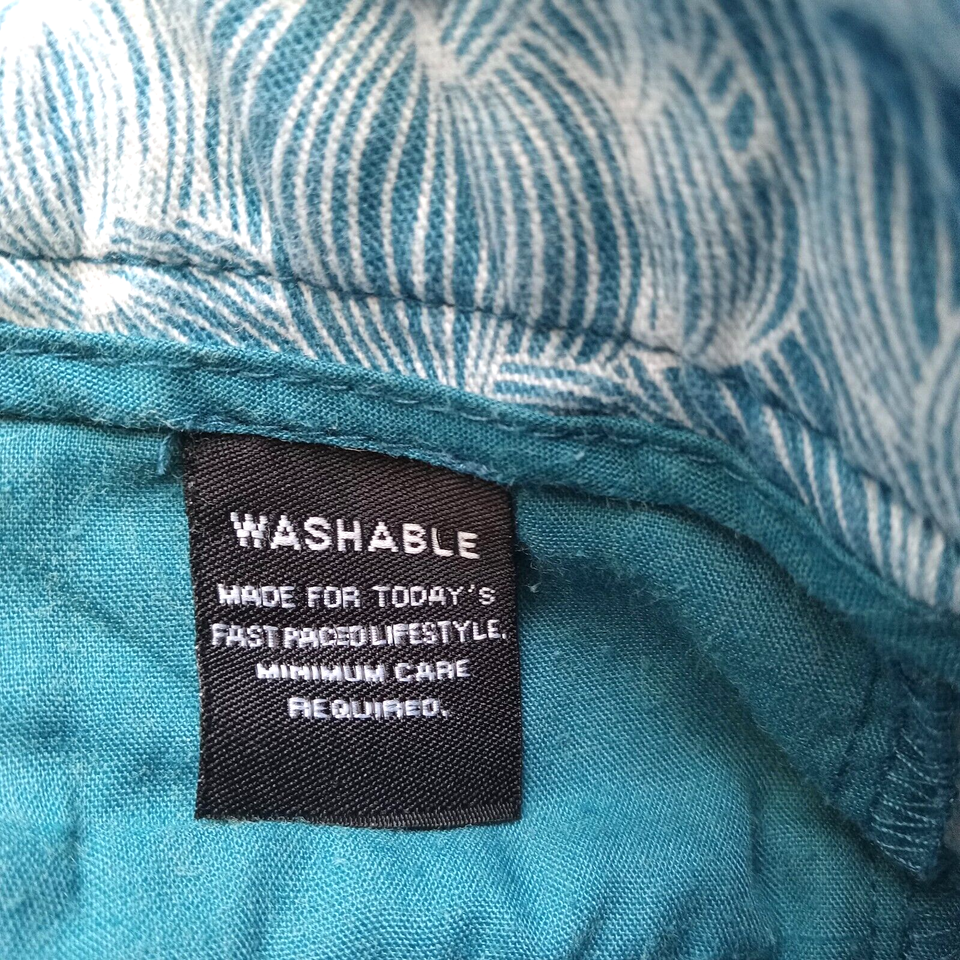 WASHABLE
MADE FOR TODAY'S
FAST PACED LIFESTYLE.
MINIMUM CARE
REQUIRED.